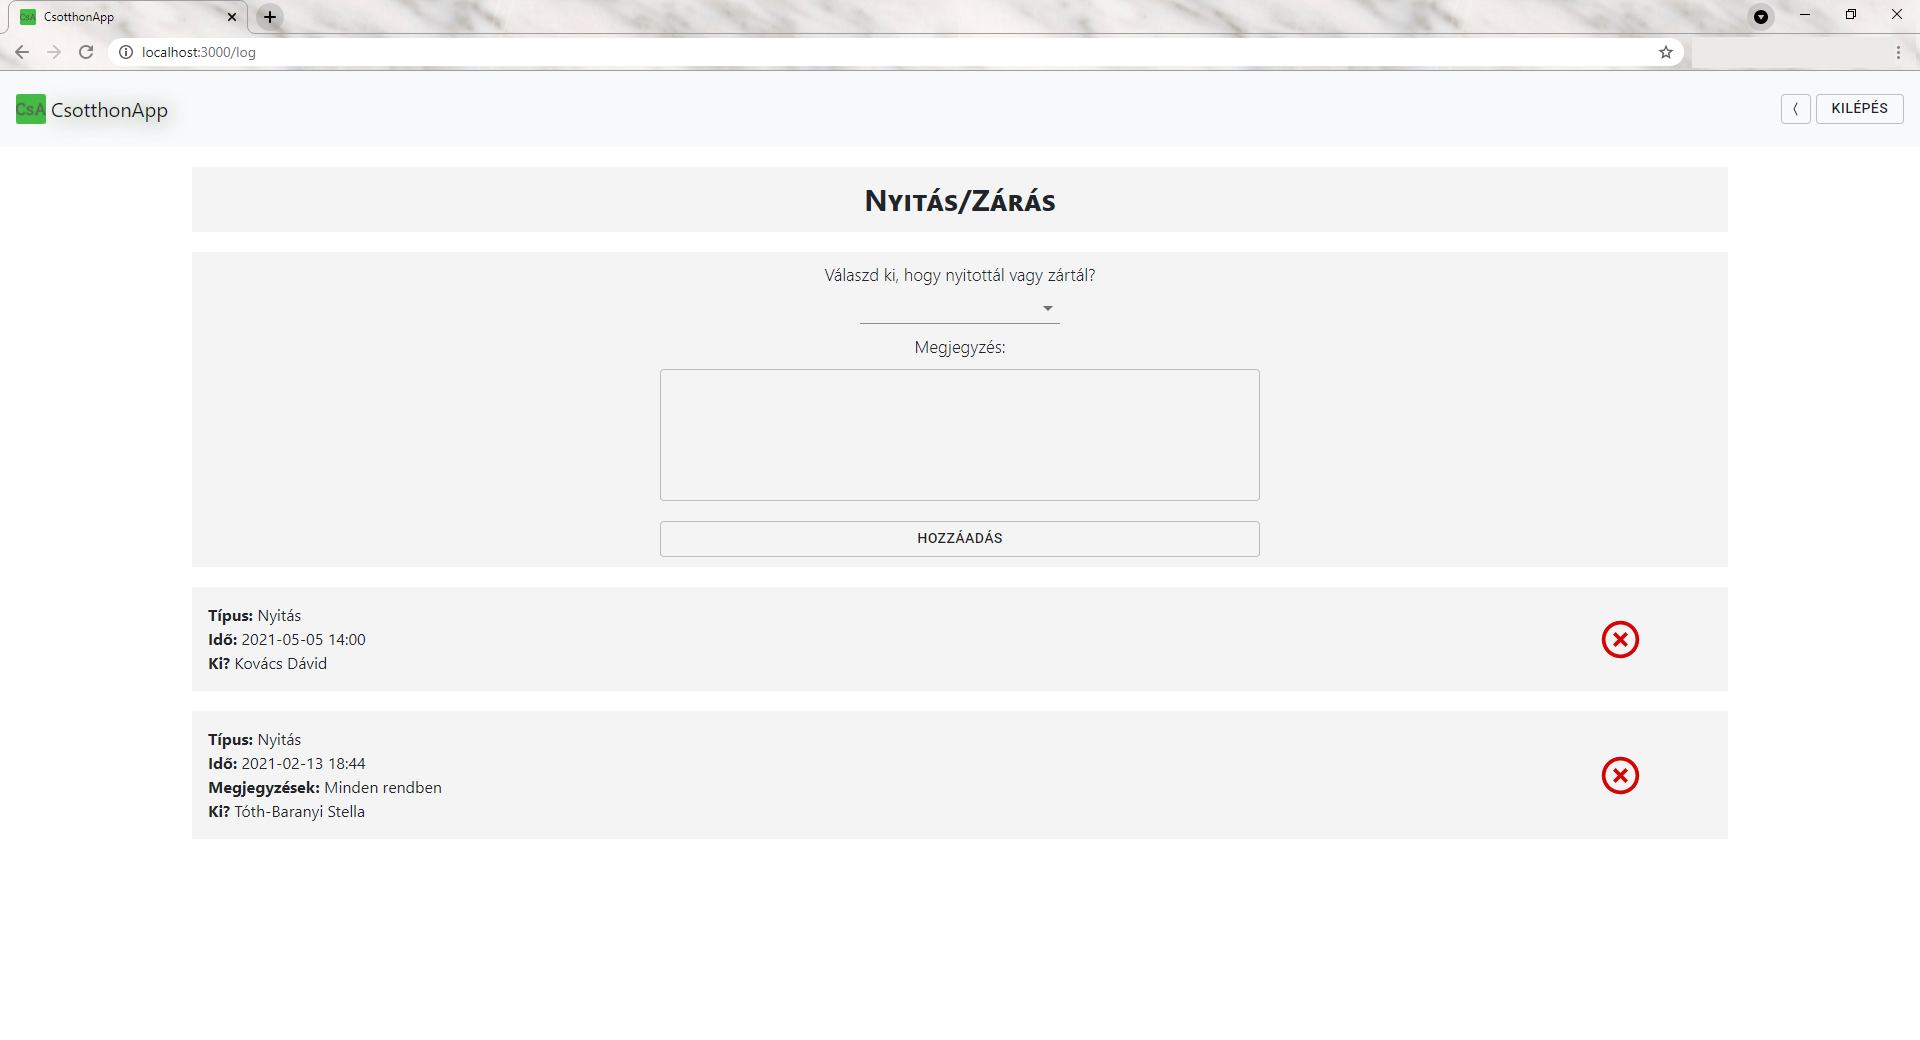 CsA CsotthonApp
localhost:3000/log
CsA CsotthonApp
KILÉPÉS
Nyitás/Zárás
Válaszd ki, hogy nyitottál vagy zártál?
Megjegyzés:
HOZZÁADÁS
Típus: Nyitás
Idő: 2021-05-05 14:00
Ki? Kovács Dávid
Típus: Nyitás
Idő: 2021-02-13 18:44
Megjegyzések: Minden rendben
Ki? Tóth-Baranyi Stella